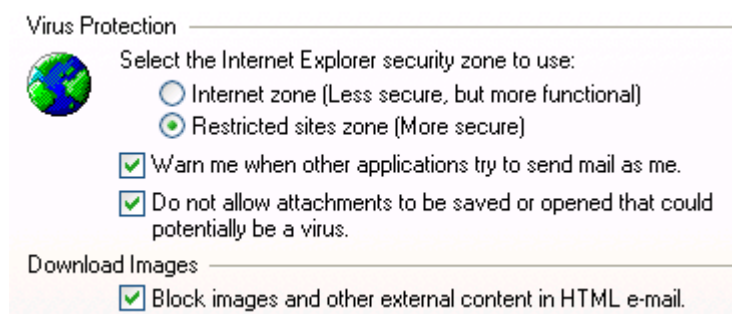 Virus Protection
Select the Internet Explorer security zone to use:
Internet zone (Less secure, but more functional)
Restricted sites zone (More secure)
Warn me when other applications try to send mail as me.
Do not allow attachments to be saved or opened that could
potentially be a virus.
Download Images
Block images and other external content in HTML e-mail.